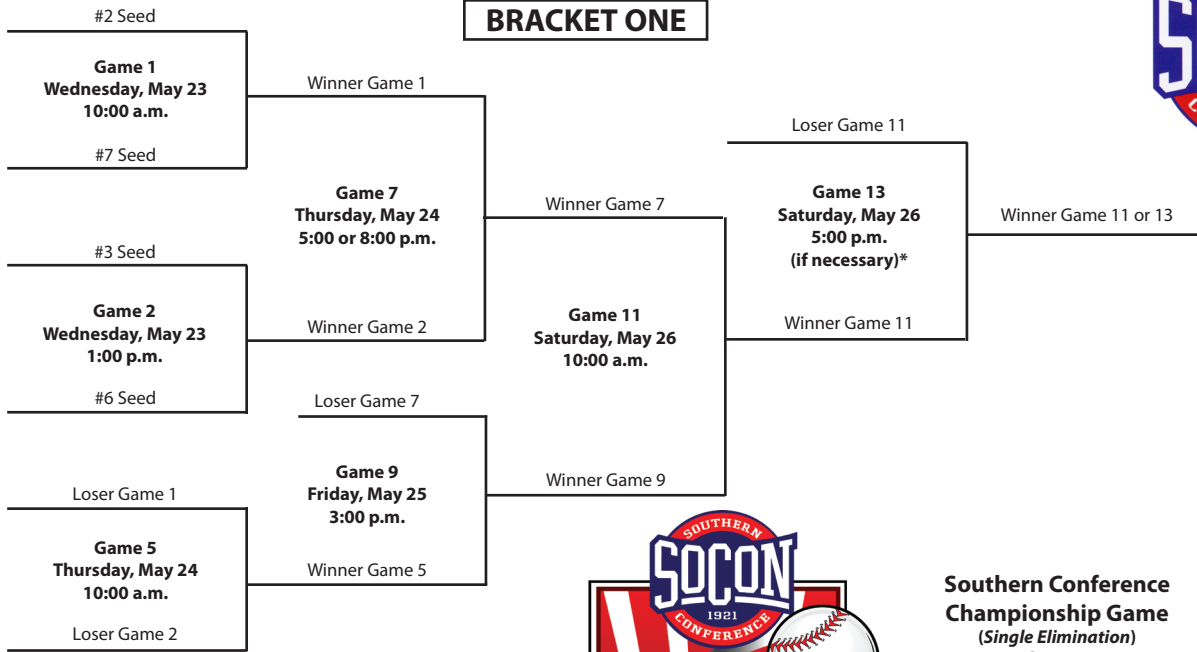 BRACKET ONE
#2 Seed
Game 1
Wednesday, May 23
10:00 a.m.
#7 Seed
Winner Game 1
Game 7
Thursday, May 24
5:00 or 8:00 p.m.
#3 Seed
Game 2
Wednesday, May 23
1:00 p.m.
#6 Seed
Winner Game 2
Winner Game 7
Game 11
Saturday, May 26
10:00 a.m.
Loser Game 11
Game 13
Saturday, May 26
5:00 p.m.
(if necessary)*
Winner Game 11
Winner Game 11 or 13
Loser Game 7
Game 9
Friday, May 25
3:00 p.m.
Winner Game 9
Loser Game 1
Game 5
Thursday, May 24
10:00 a.m.
Loser Game 2
Winner Game 5
SOUTHERN
SOCON
1921
CONFERENCE
Southern Conference
Championship Game
(Single Elimination)